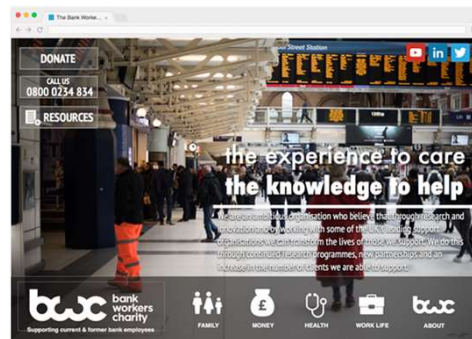 The Bank Worke...
Street Station
DONATE
CALL US
0800 0234 834
RESOURCES
in
the experience to care
the knowledge to help
We are an ambitious organisation who believe that through research and
innovation and by working with some of the U.K.'s leading support
organisations we can transform the lives of those we support. We do this
through continued research programmes, new partnerships and an
increase in the number of clients we are able to support.
bwc
bank
workers
charity
Supporting current & former bank employees
FAMILY
£
MONEY
HEALTH
WORK LIFE
bwc
ABOUT